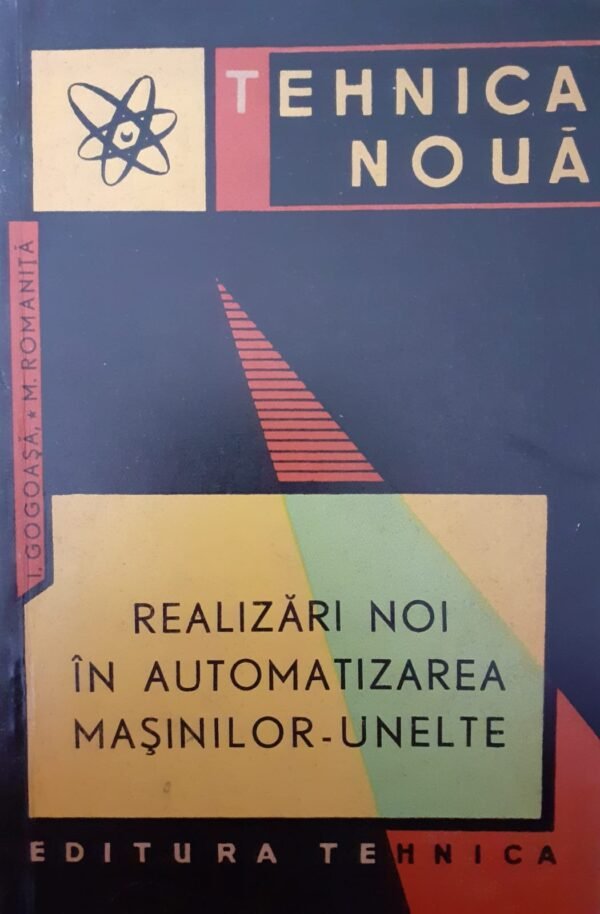 TEHNICA
NOUĂ
I. GOGOAŞĂ, ★ M. ROMANIŢĂ
REALIZĂRI NOI
ÎN AUTOMATIZAREA
MAŞINILOR-UNELTE
EDITURA TEHNICA